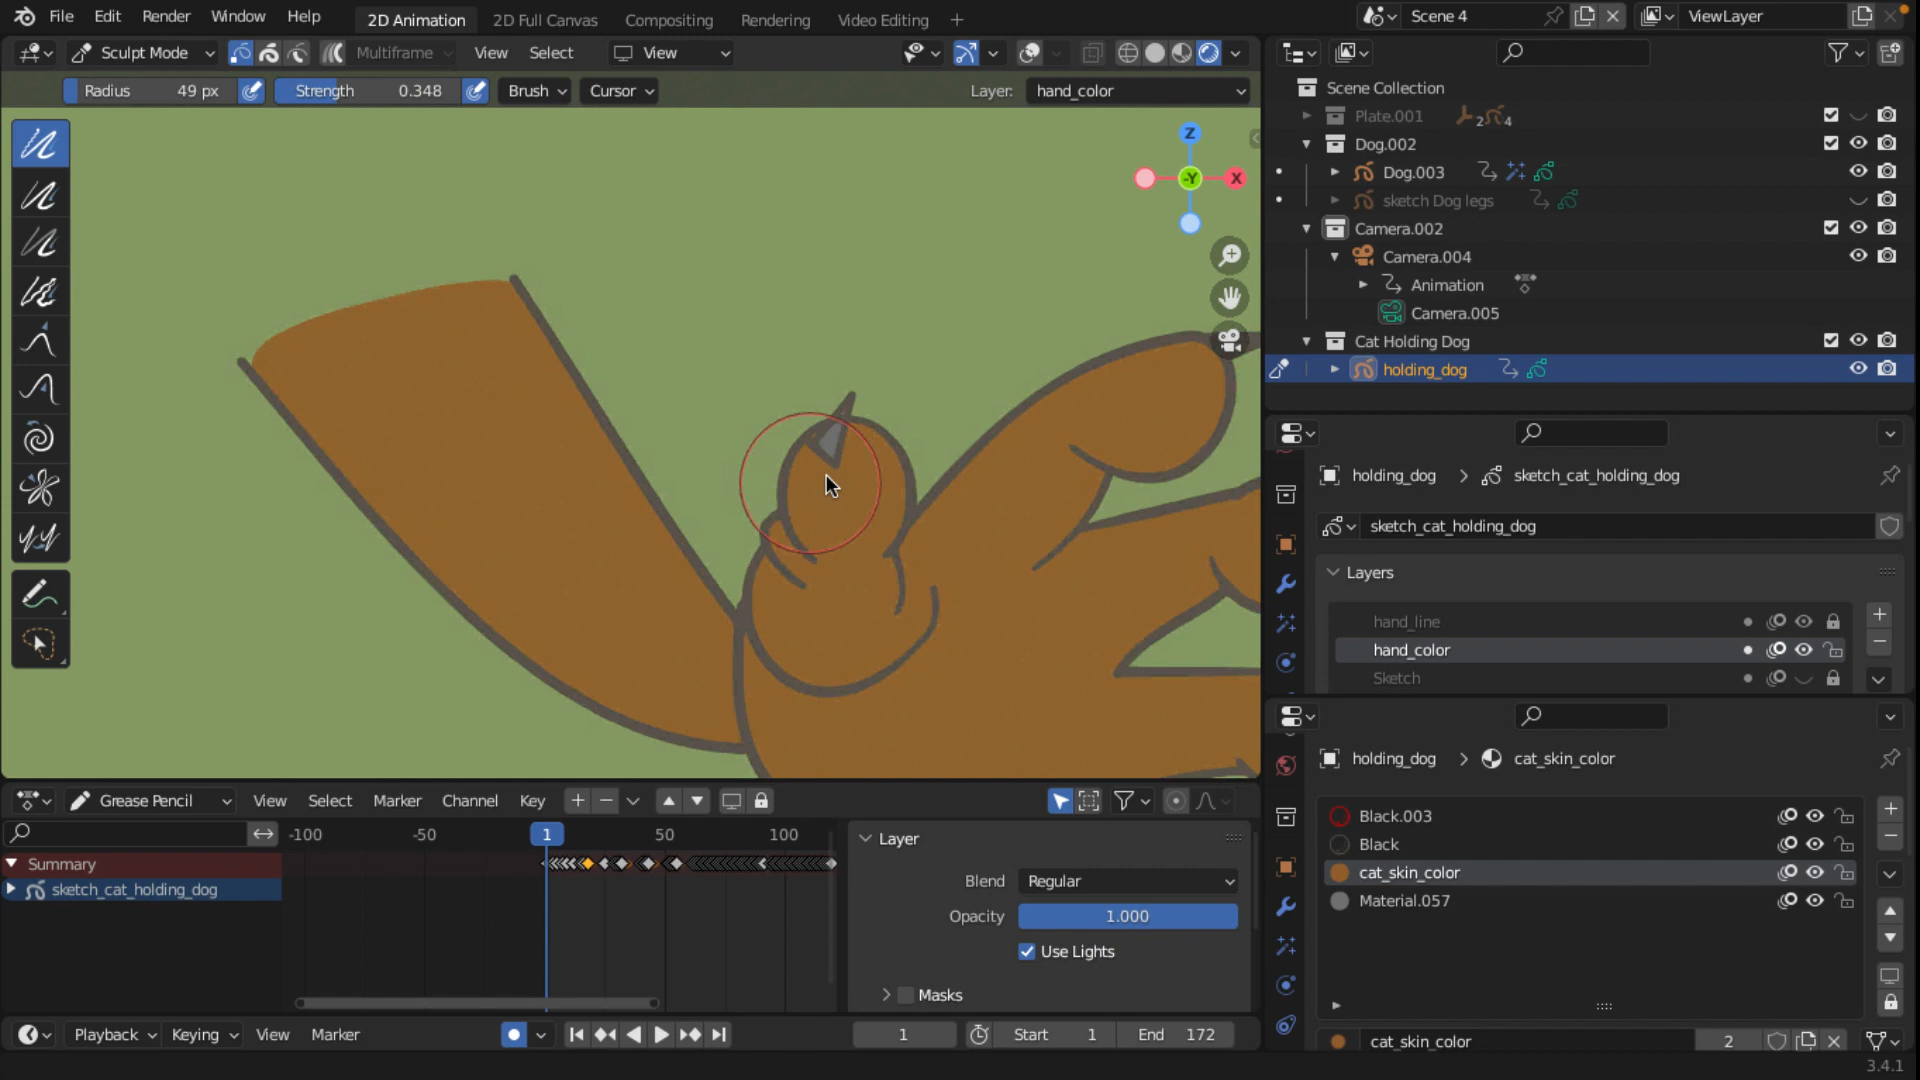 File Edit Render Window Help 2D Animation 2D Full Canvas Compositing Rendering Video Editing + Scene 4 ViewLayer
Sculpt Mode Multiframe View Select View
Radius 49 px Strength 0.348 Brush Cursor Layer: hand_color
Z
-Y
X
Scene Collection
Plate.001 2 4
Dog.002
Dog.003
sketch Dog legs
Camera.002
Camera.004
Animation
Camera.005
Cat Holding Dog
holding_dog
holding_dog > sketch_cat_holding_dog
sketch_cat_holding_dog
Layers
hand_line
hand_color
Sketch
holding_dog > cat_skin_color
Black.003
Black
cat_skin_color
Material.057
cat_skin_color 2
Grease Pencil View Select Marker Channel Key
-100 -50 1 50 100
Summary
sketch_cat_holding_dog
Layer
Blend Regular
Opacity 1.000
Use Lights
Masks
Playback Keying View Marker 1 Start 1 End 172
3.4.1